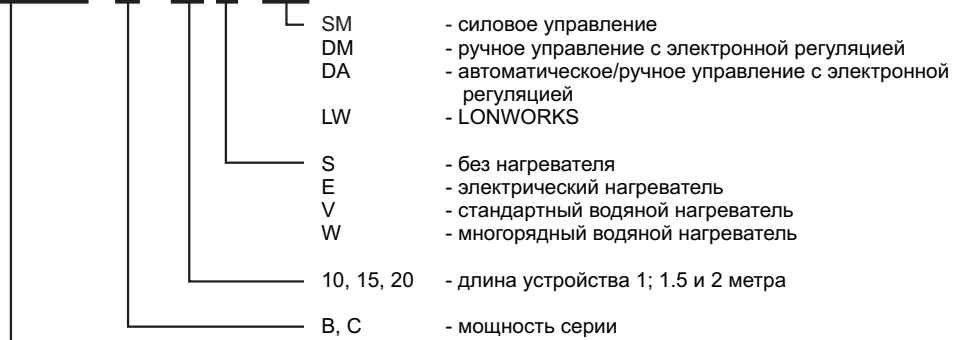 SM - силовое управление
DM - ручное управление с электронной регуляцией
DA - автоматическое/ручное управление с электронной
регуляцией
LW - LONWORKS
S - без нагревателя
E - электрический нагреватель
V - стандартный водяной нагреватель
W - многорядный водяной нагреватель
10, 15, 20 - длина устройства 1; 1.5 и 2 метра
B, C - мощность серии